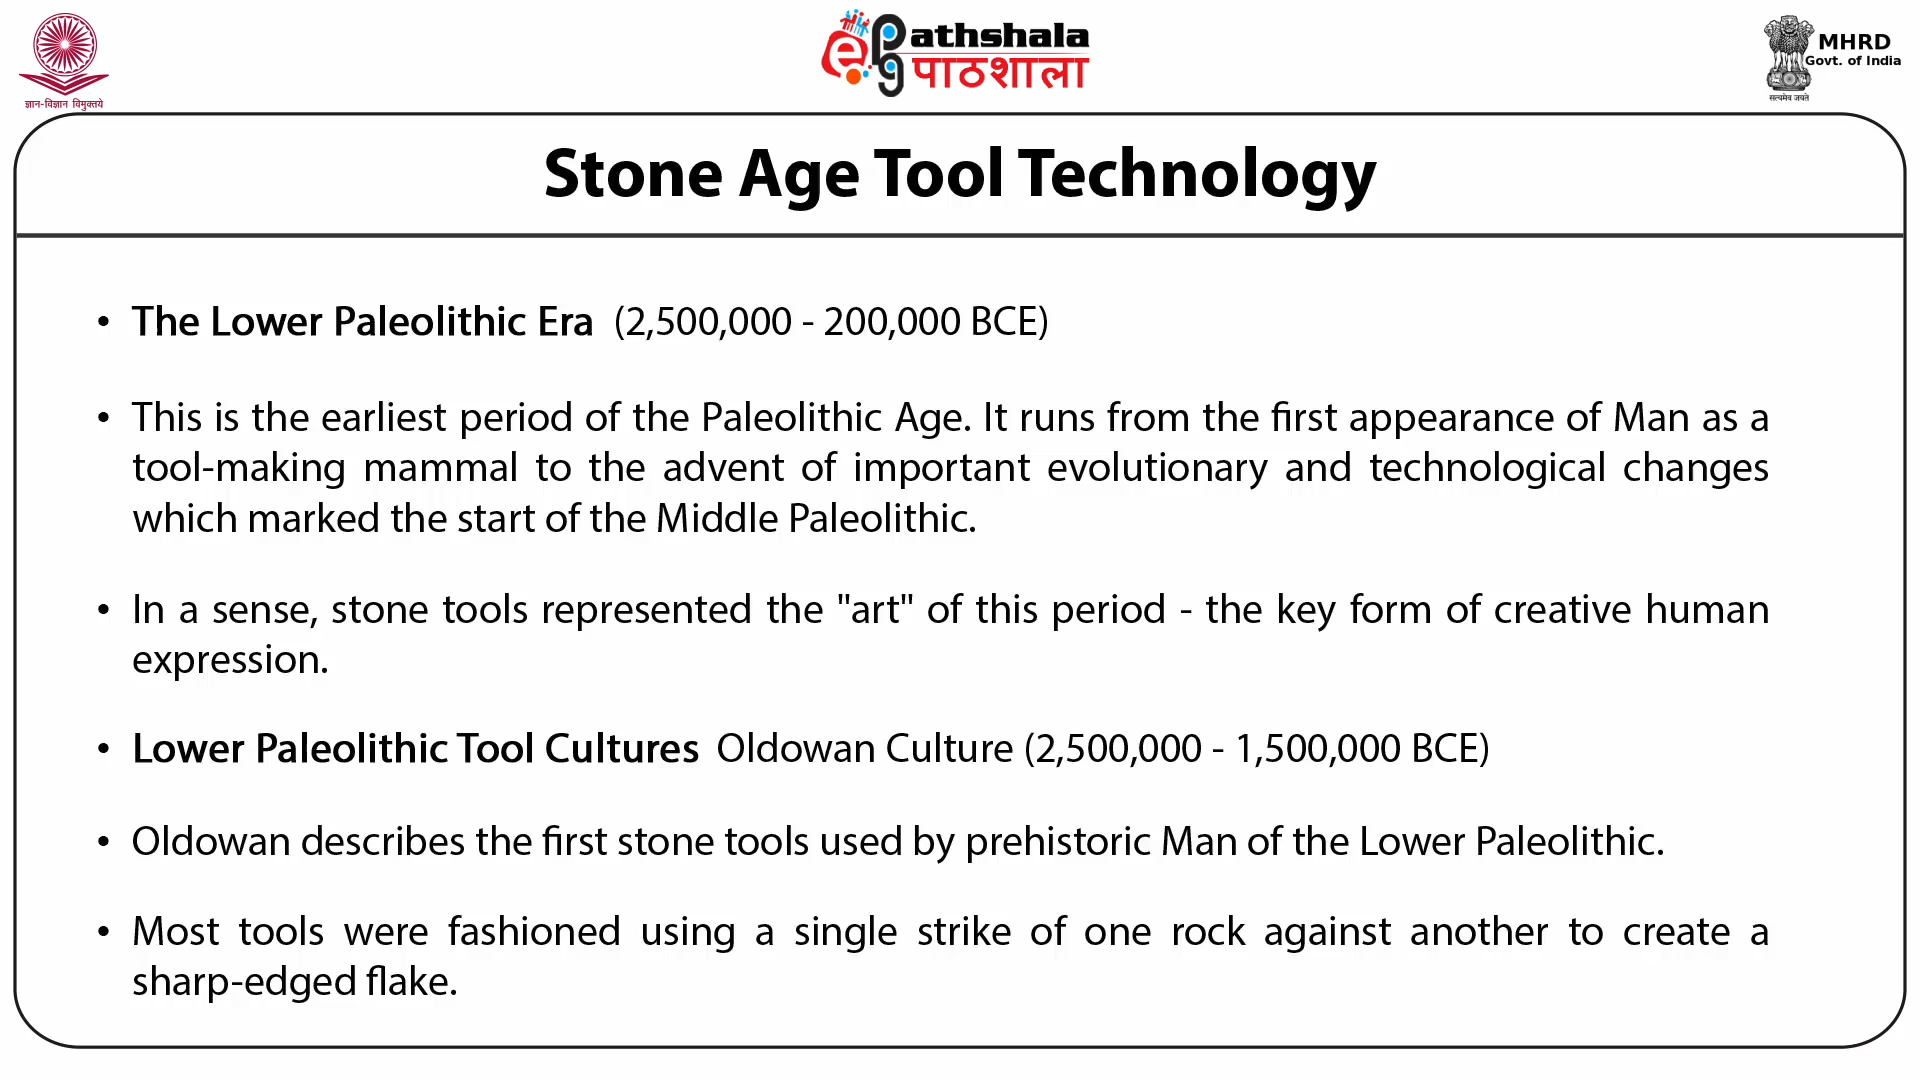 ज्ञान-विज्ञान विमुक्तये
e Pg athshala
पाठशाला
MHRD
Govt. of India
सत्यमेव जयते
Stone Age Tool Technology
• The Lower Paleolithic Era (2,500,000 - 200,000 BCE)
• This is the earliest period of the Paleolithic Age. It runs from the first appearance of Man as a
tool-making mammal to the advent of important evolutionary and technological changes
which marked the start of the Middle Paleolithic.
• In a sense, stone tools represented the "art" of this period - the key form of creative human
expression.
• Lower Paleolithic Tool Cultures Oldowan Culture (2,500,000 - 1,500,000 BCE)
• Oldowan describes the first stone tools used by prehistoric Man of the Lower Paleolithic.
• Most tools were fashioned using a single strike of one rock against another to create a
sharp-edged flake.